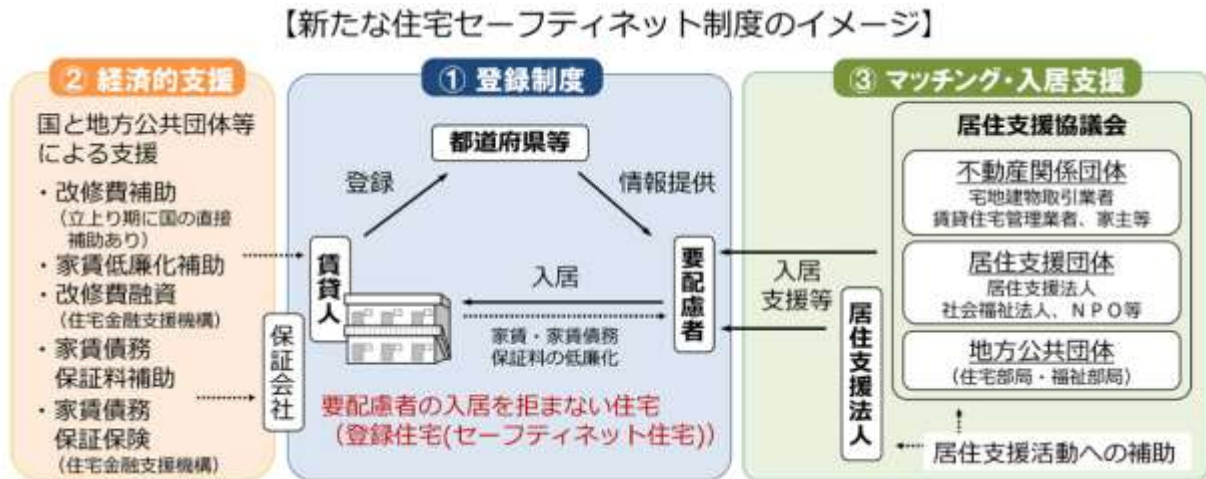 【新たな住宅セーフティネット制度のイメージ】
② 経済的支援
国と地方公共団体等
による支援
・改修費補助
(立上り期に国の直接
補助あり)
・家賃低廉化補助
・改修費融資
(住宅金融支援機構)
・家賃債務
保証料補助
・家賃債務
保証保険
(住宅金融支援機構)
保証会社
① 登録制度
都道府県等
登録
情報提供
賃貸人
入居
家賃・家賃債務
保証料の低廉化
要配慮者
要配慮者の入居を拒まない住宅
(登録住宅(セーフティネット住宅))
③ マッチング・入居支援
居住支援協議会
不動産関係団体
宅地建物取引業者
賃貸住宅管理業者、家主等
居住支援団体
居住支援法人
社会福祉法人、ＮＰＯ等
地方公共団体
(住宅部局・福祉部局)
入居
支援等
居住支援法人
居住支援活動への補助